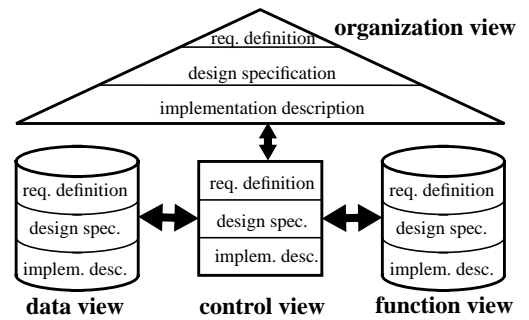 organization view
req. definition
design specification
implementation description
req. definition
design spec.
implem. desc.
data view
req. definition
design spec.
implem. desc.
control view
req. definition
design spec.
implem. desc.
function view